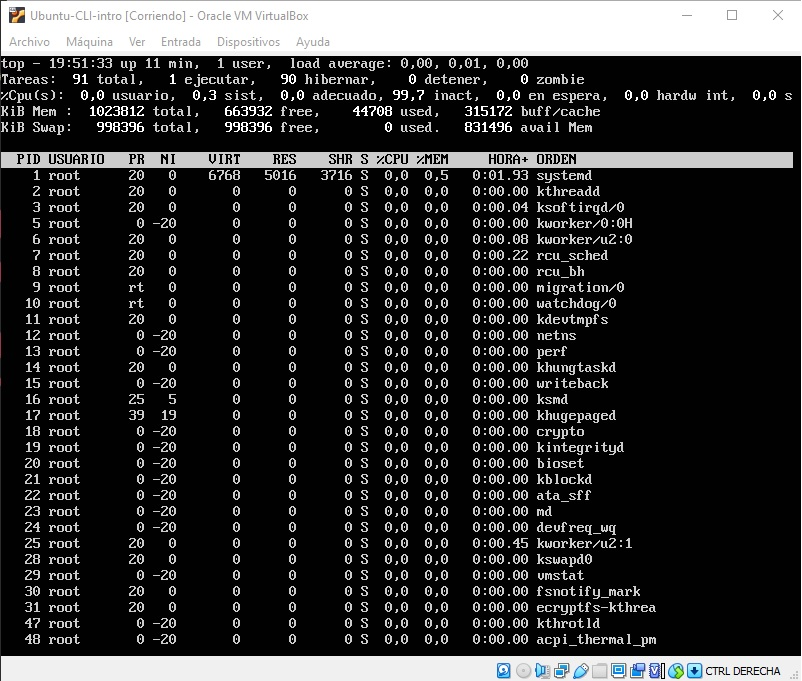 Ubuntu-CLI-intro [Corriendo] - Oracle VM VirtualBox
Archivo Máquina Ver Entrada Dispositivos Ayuda
top - 19:51:33 up 11 min, 1 user, load average: 0,00, 0,01, 0,00
Tareas: 91 total, 1 ejecutar, 90 hibernar, 0 detener, 0 zombie
%Cpu(s): 0,0 usuario, 0,3 sist, 0,0 adecuado, 99,7 inact, 0,0 en espera, 0,0 hardw int, 0,0 s
KiB Mem : 1023812 total, 663932 free, 44708 used, 315172 buff/cache
KiB Swap: 998396 total, 998396 free, 0 used. 831496 avail Mem
PID USUARIO PR NI VIRT RES SHR S %CPU %MEM HORA+ ORDEN
1 root 20 0 6768 5016 3716 S 0,0 0,5 0:01.93 systemd
2 root 20 0 0 0 0 S 0,0 0,0 0:00.00 kthreadd
3 root 20 0 0 0 0 S 0,0 0,0 0:00.04 ksoftirqd/0
5 root 0 -20 0 0 0 S 0,0 0,0 0:00.00 kworker/0:0H
6 root 20 0 0 0 0 S 0,0 0,0 0:00.08 kworker/u2:0
7 root 20 0 0 0 0 S 0,0 0,0 0:00.22 rcu_sched
8 root 20 0 0 0 0 S 0,0 0,0 0:00.00 rcu_bh
9 root rt 0 0 0 0 S 0,0 0,0 0:00.00 migration/0
10 root rt 0 0 0 0 S 0,0 0,0 0:00.00 watchdog/0
11 root 20 0 0 0 0 S 0,0 0,0 0:00.00 kdevtmpfs
12 root 0 -20 0 0 0 S 0,0 0,0 0:00.00 netns
13 root 0 -20 0 0 0 S 0,0 0,0 0:00.00 perf
14 root 20 0 0 0 0 S 0,0 0,0 0:00.00 khungtaskd
15 root 0 -20 0 0 0 S 0,0 0,0 0:00.00 writeback
16 root 25 5 0 0 0 S 0,0 0,0 0:00.00 ksmd
17 root 39 19 0 0 0 S 0,0 0,0 0:00.00 khugepaged
18 root 0 -20 0 0 0 S 0,0 0,0 0:00.00 crypto
19 root 0 -20 0 0 0 S 0,0 0,0 0:00.00 kintegrityd
20 root 0 -20 0 0 0 S 0,0 0,0 0:00.00 bioset
21 root 0 -20 0 0 0 S 0,0 0,0 0:00.00 kblockd
22 root 0 -20 0 0 0 S 0,0 0,0 0:00.00 ata_sff
23 root 0 -20 0 0 0 S 0,0 0,0 0:00.00 md
24 root 0 -20 0 0 0 S 0,0 0,0 0:00.00 devfreq_wq
25 root 20 0 0 0 0 S 0,0 0,0 0:00.45 kworker/u2:1
28 root 20 0 0 0 0 S 0,0 0,0 0:00.00 kswapd0
29 root 0 -20 0 0 0 S 0,0 0,0 0:00.00 vmstat
30 root 20 0 0 0 0 S 0,0 0,0 0:00.00 fsnotify_mark
31 root 20 0 0 0 0 S 0,0 0,0 0:00.00 ecryptfs-kthrea
47 root 0 -20 0 0 0 S 0,0 0,0 0:00.00 kthrotld
48 root 0 -20 0 0 0 S 0,0 0,0 0:00.00 acpi_thermal_pm
CTRL DERECHA